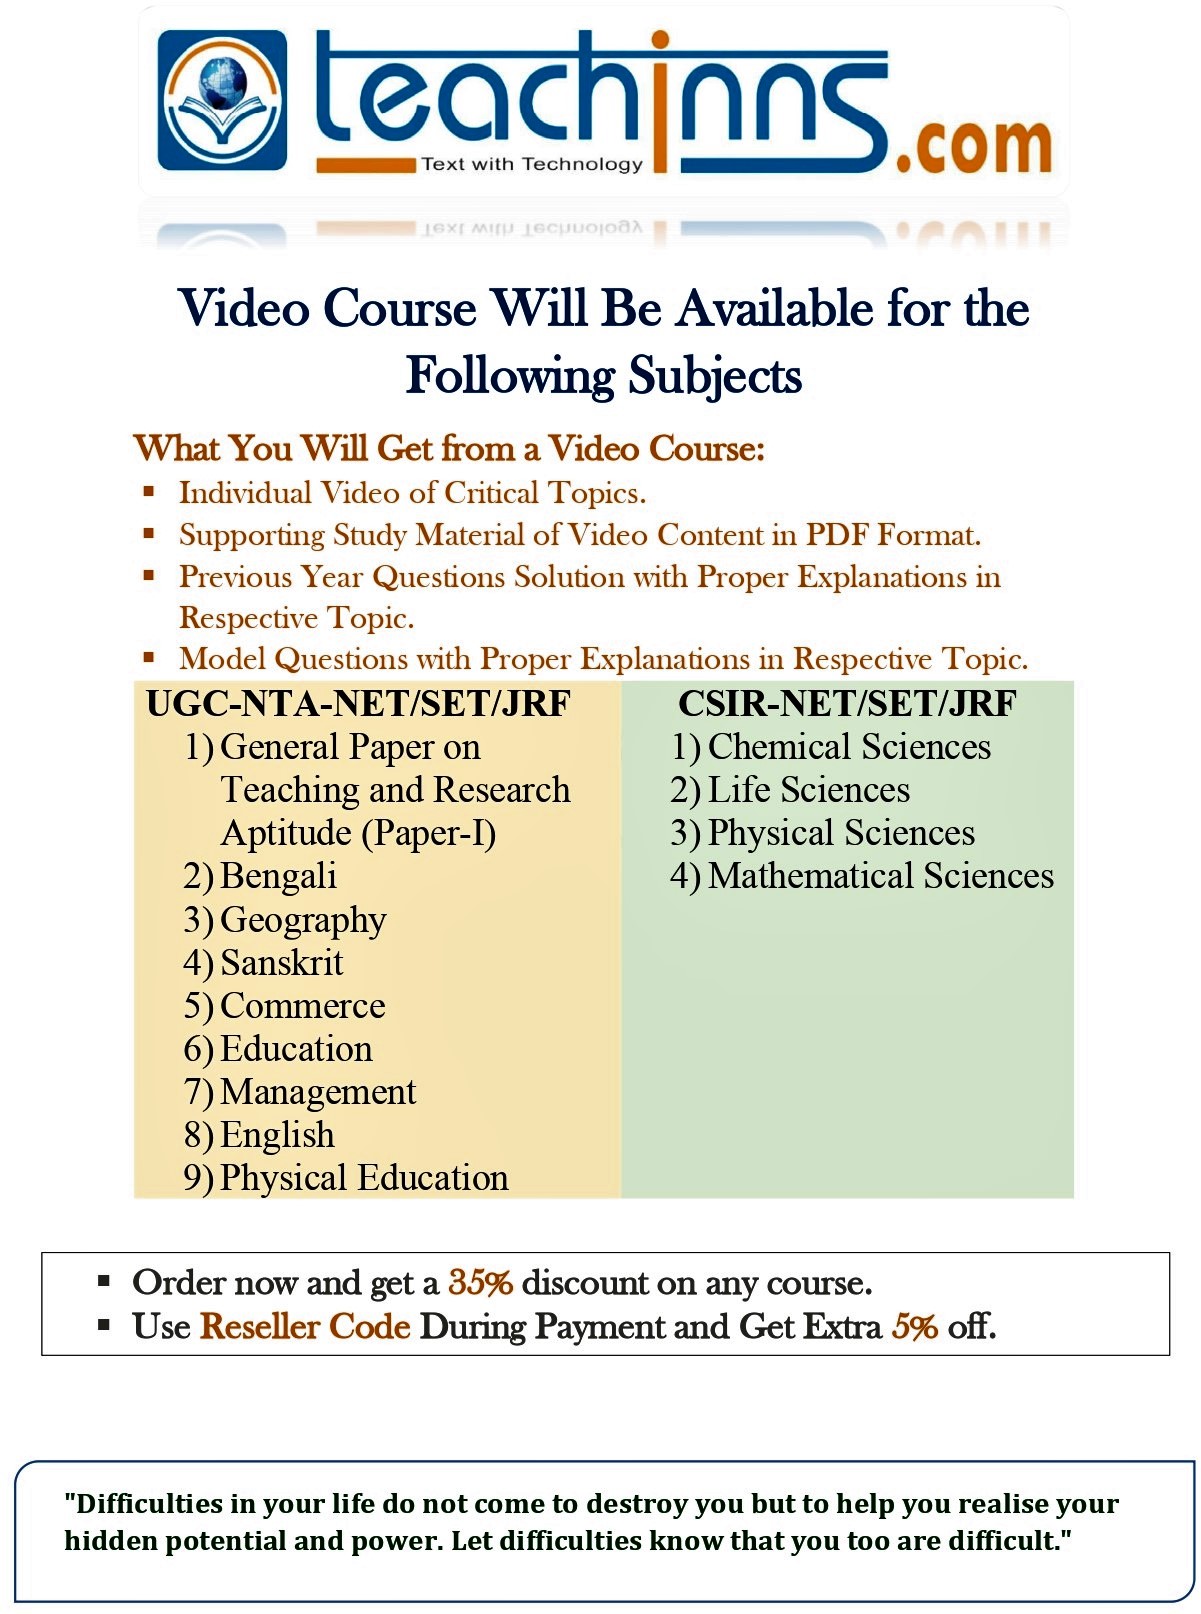 teachinns.com
Text with Technology
Video Course Will Be Available for the
Following Subjects
What You Will Get from a Video Course:
▪ Individual Video of Critical Topics.
▪ Supporting Study Material of Video Content in PDF Format.
▪ Previous Year Questions Solution with Proper Explanations in
Respective Topic.
▪ Model Questions with Proper Explanations in Respective Topic.
UGC-NTA-NET/SET/JRF
1) General Paper on
Teaching and Research
Aptitude (Paper-I)
2) Bengali
3) Geography
4) Sanskrit
5) Commerce
6) Education
7) Management
8) English
9) Physical Education
CSIR-NET/SET/JRF
1) Chemical Sciences
2) Life Sciences
3) Physical Sciences
4) Mathematical Sciences
▪ Order now and get a 35% discount on any course.
▪ Use Reseller Code During Payment and Get Extra 5% off.
"Difficulties in your life do not come to destroy you but to help you realise your
hidden potential and power. Let difficulties know that you too are difficult."